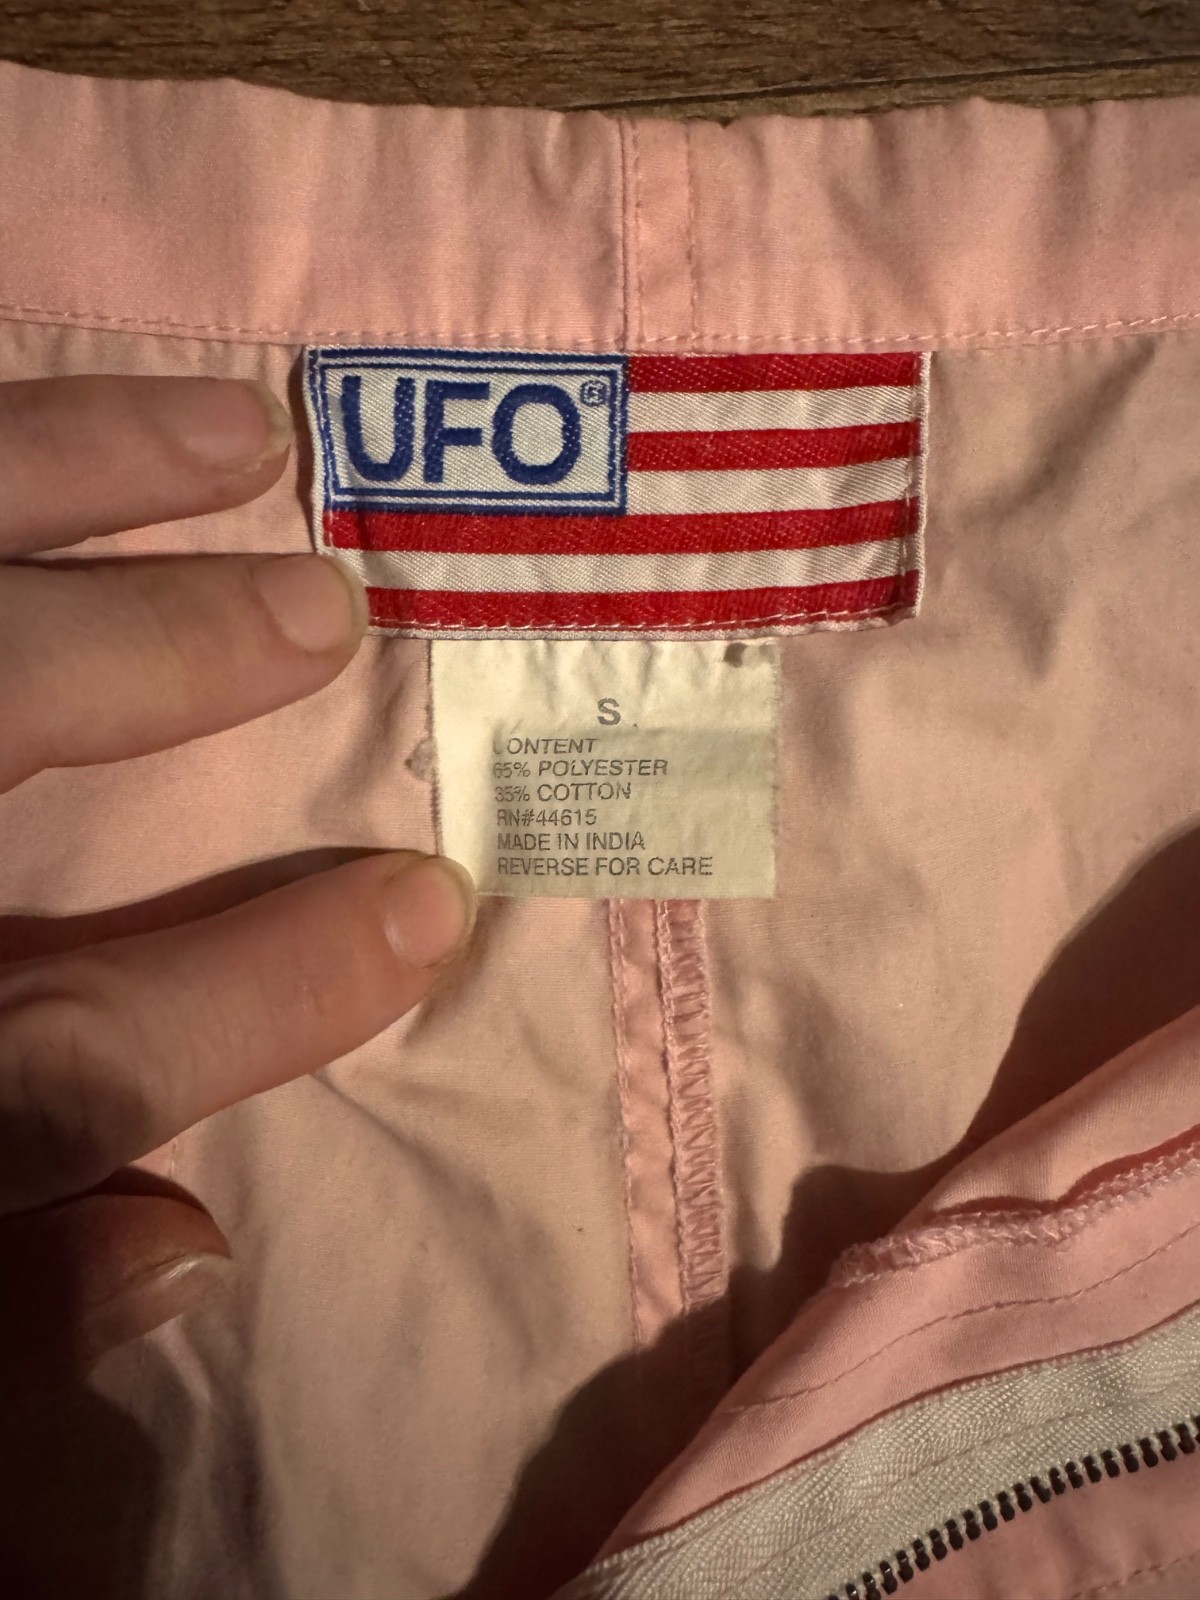 UFO®
S
CONTENT
65% POLYESTER
35% COTTON
RN#44615
MADE IN INDIA
REVERSE FOR CARE